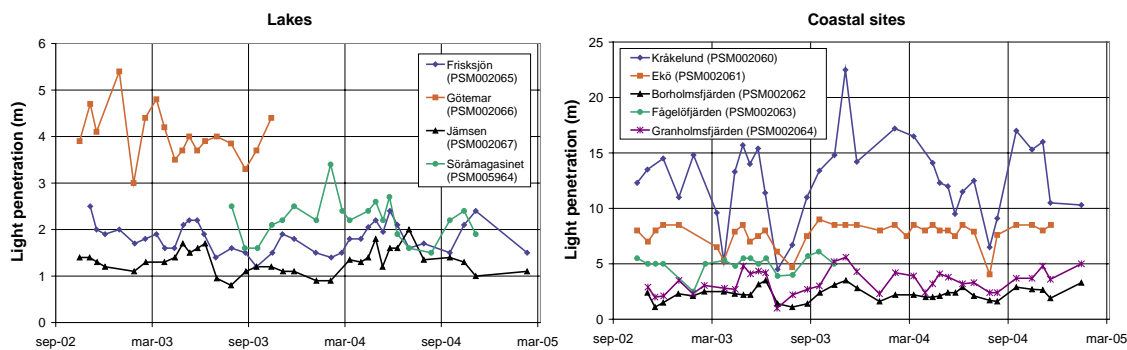 Lakes
Light penetration (m)
6
5
4
3
2
1
0
sep-02 mar-03 sep-03 mar-04 sep-04 mar-05
Frisksjön
(PSM002065)
Götemar
(PSM002066)
Jämsen
(PSM002067)
Söråmagasinet
(PSM005964)
Coastal sites
Light penetration (m)
25
20
15
10
5
0
sep-02 mar-03 sep-03 mar-04 sep-04 mar-05
Kråkelund (PSM002060)
Ekö (PSM002061)
Borholmsfjärden (PSM002062
Fågelöfjärden (PSM002063)
Granholmsfjärden (PSM002064)